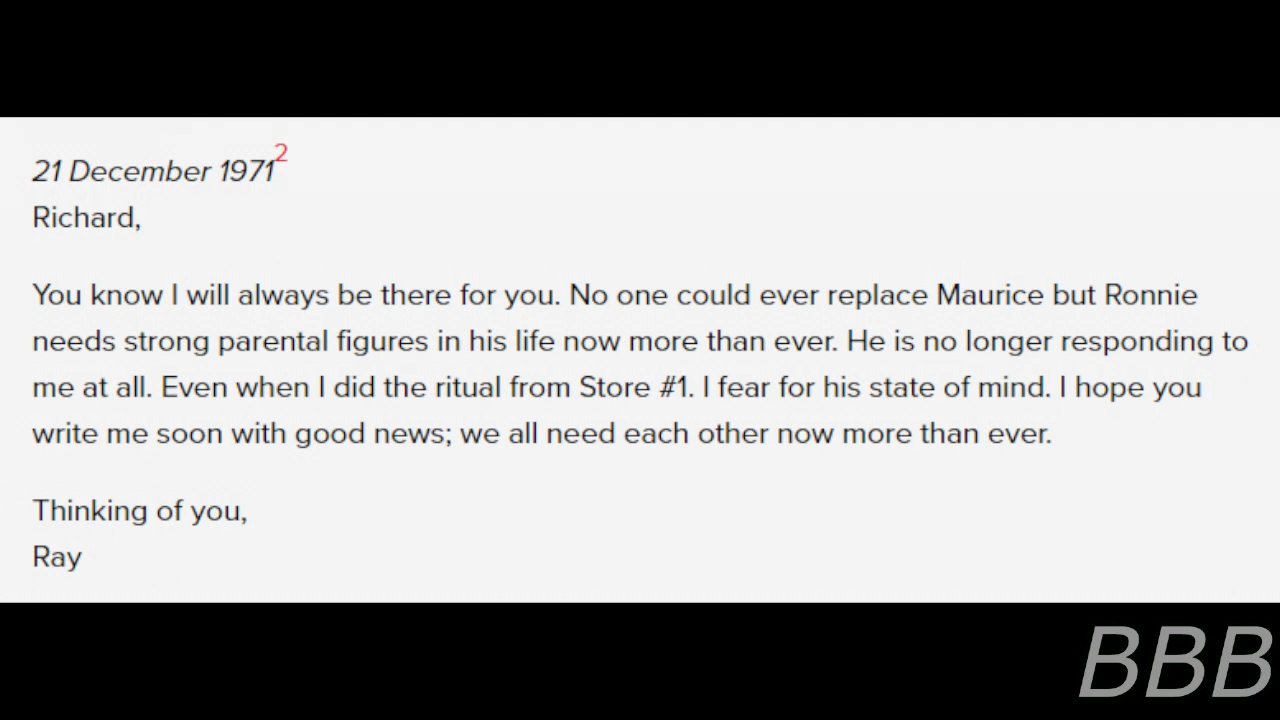 21 December 1971²
Richard,
You know I will always be there for you. No one could ever replace Maurice but Ronnie
needs strong parental figures in his life now more than ever. He is no longer responding to
me at all. Even when I did the ritual from Store #1. I fear for his state of mind. I hope you
write me soon with good news; we all need each other now more than ever.
Thinking of you,
Ray
BBB